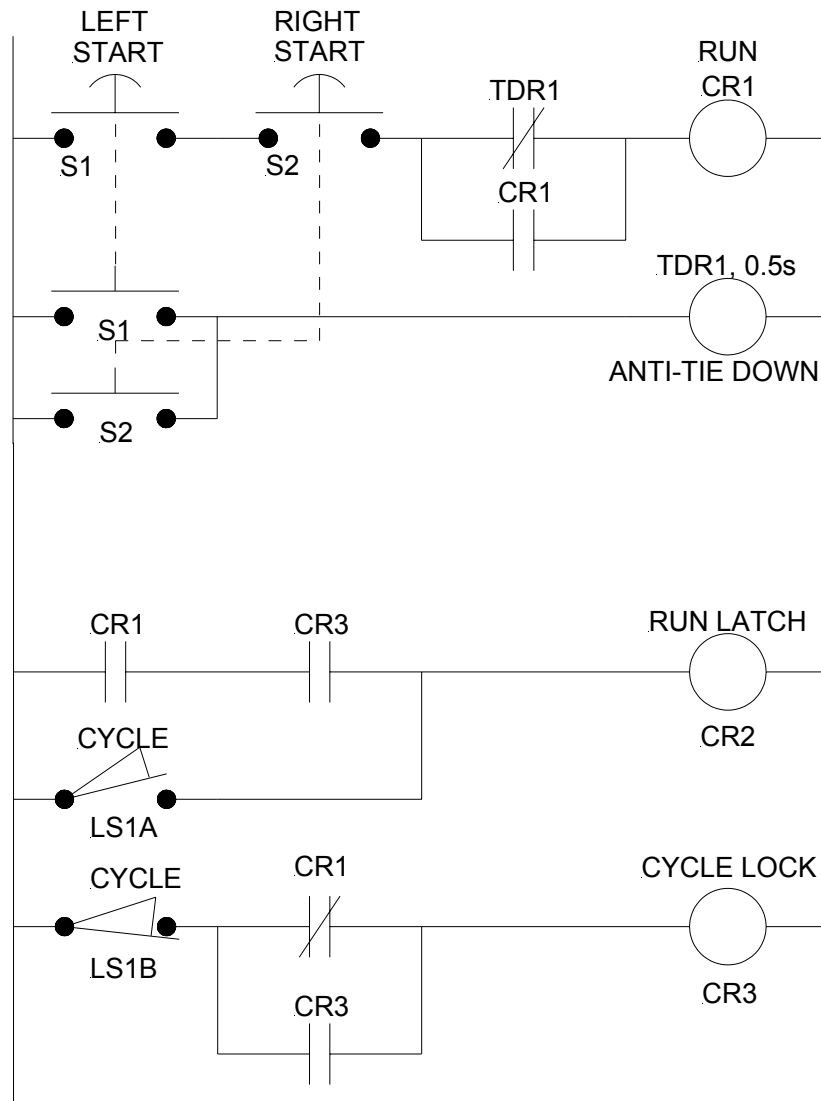 LEFT
START
RIGHT
START
RUN
CR1
TDR1
S1
S2
CR1
TDR1, 0.5s
S1
ANTI-TIE DOWN
S2
CR1
CR3
RUN LATCH
CYCLE
CR2
LS1A
CYCLE
CR1
CYCLE LOCK
LS1B
CR3
CR3